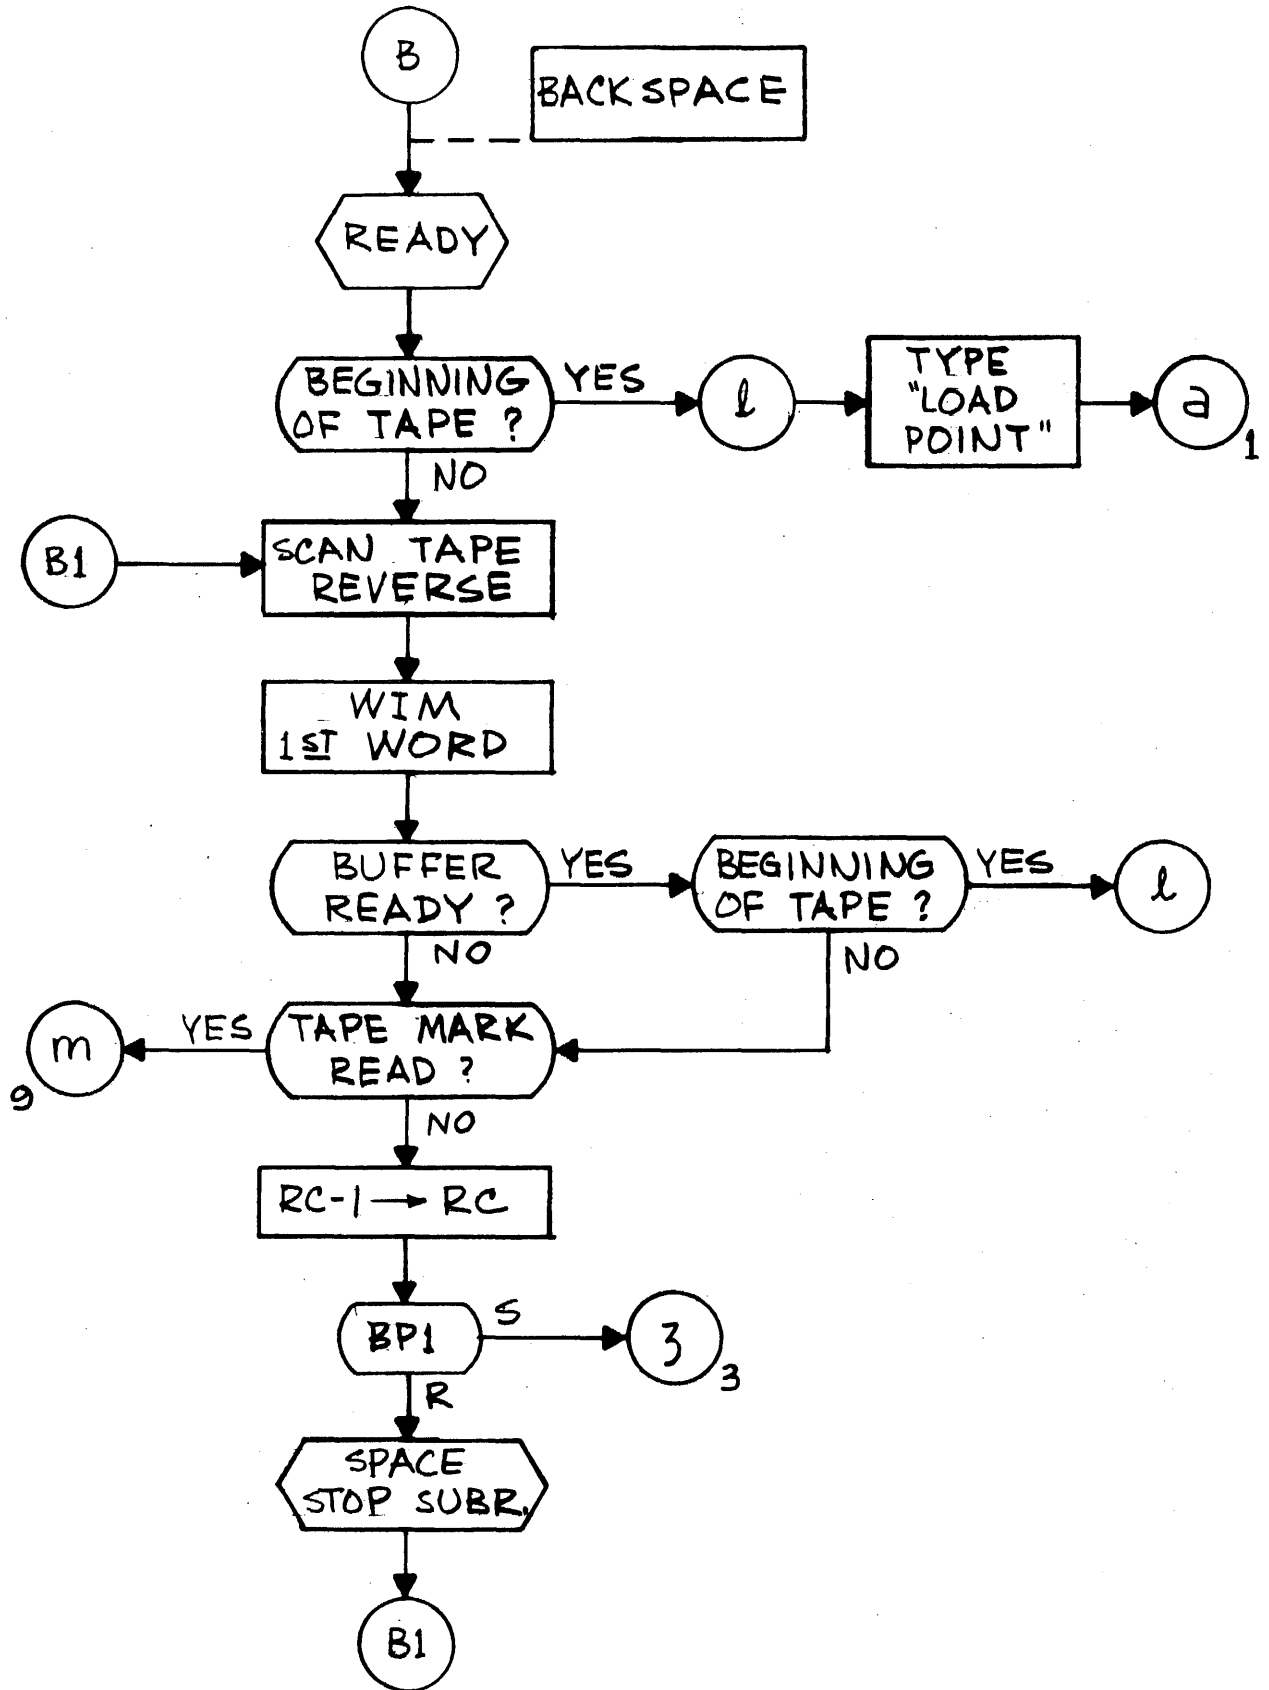 B
BACKSPACE
READY
BEGINNING
OF TAPE ?
YES
l
TYPE
"LOAD
POINT"
a
1
NO
B1
SCAN TAPE
REVERSE
WIM
1ST WORD
BUFFER
READY ?
YES
BEGINNING
OF TAPE ?
YES
l
NO
NO
TAPE MARK
READ ?
YES
m
9
NO
RC-1 → RC
BP1
S
3
3
R
SPACE
STOP SUBR.
B1